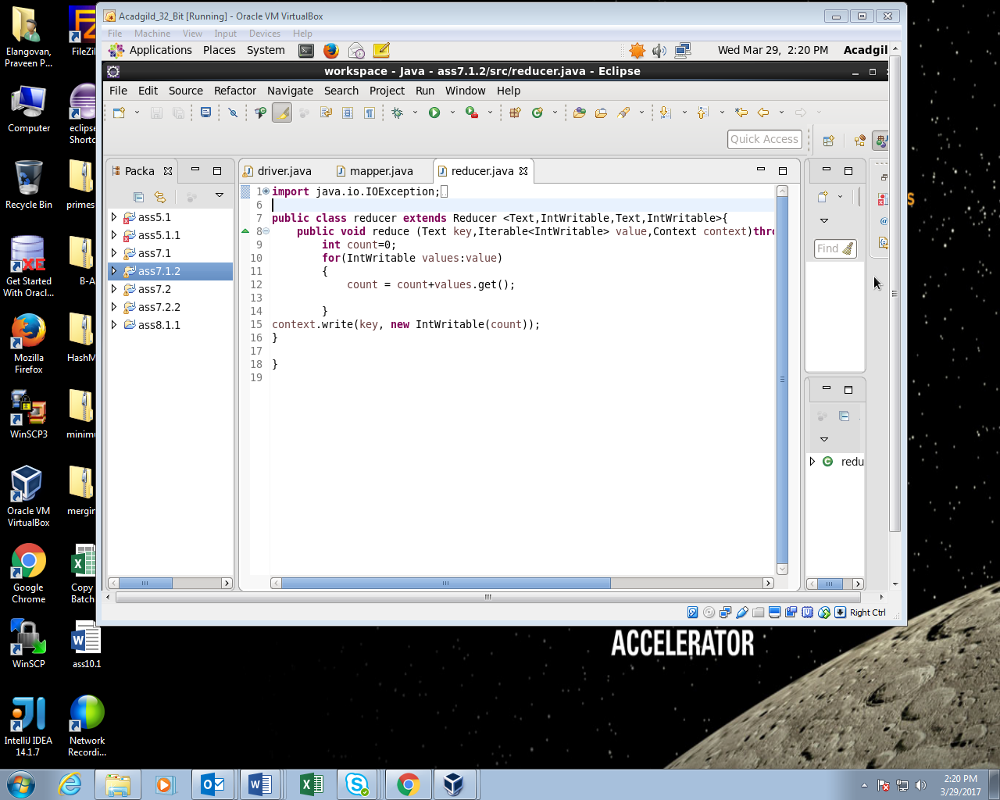 Acadgild_32_Bit [Running] - Oracle VM VirtualBox
File Machine View Input Devices Help
Applications Places System
Wed Mar 29, 2:20 PM Acadgil
workspace - Java - ass7.1.2/src/reducer.java - Eclipse
File Edit Source Refactor Navigate Search Project Run Window Help
Quick Access
Packa
driver.java mapper.java reducer.java
ass5.1
ass5.1.1
ass7.1
ass7.1.2
ass7.2
ass7.2.2
ass8.1.1
1 import java.io.IOException;
6
7 public class reducer extends Reducer <Text,IntWritable,Text,IntWritable>{
8 public void reduce (Text key,Iterable<IntWritable> value,Context context)thro
9 int count=0;
10 for(IntWritable values:value)
11 {
12 count = count+values.get();
13
14 }
15 context.write(key, new IntWritable(count));
16 }
17
18 }
19
Find
redu
Right Ctrl
Elangovan, Praveen P...
FileZil
Computer
eclipse Shortc
Recycle Bin
primes
Get Started With Oracl...
B-A
Mozilla Firefox
HashM
WinSCP3
minimu
Oracle VM VirtualBox
mergin
Google Chrome
Copy Batch
WinSCP
ass10.1
IntelliJ IDEA 14.1.7
Network Recordi...
ACCELERATOR
2:20 PM
3/29/2017